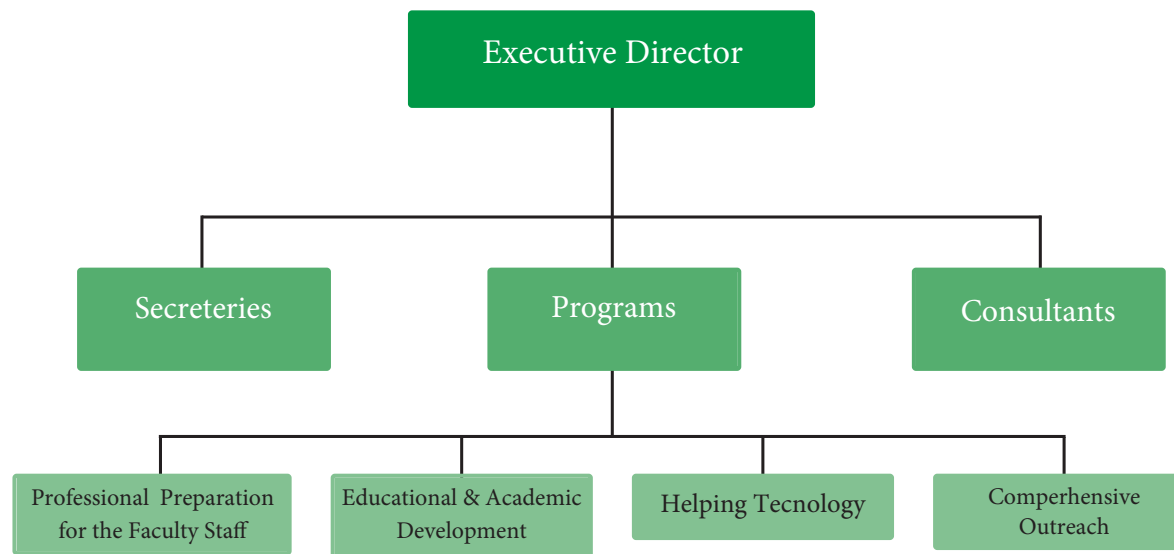 Executive Director
Secreteries
Programs
Consultants
Professional Preparation
for the Faculty Staff
Educational & Academic
Development
Helping Tecnology
Comperhensive
Outreach